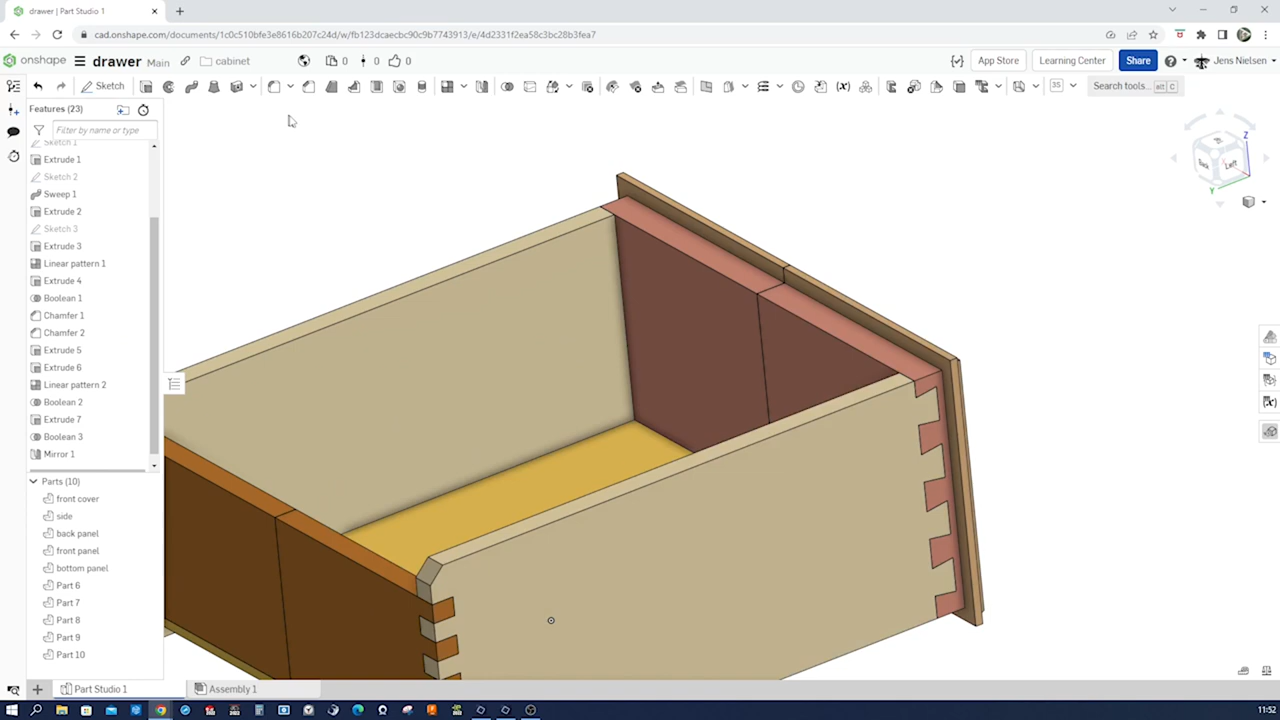 drawer | Part Studio 1
cad.onshape.com/documents/1c0c510bfe3e8616b207c24d/w/fb123dcaecbc90c9b7743913/e/4d2331f2ea58c3bc28b3fea7
onshape drawer Main cabinet 0 0 0 App Store Learning Center Share Jens Nielsen
Sketch 35 Search tools... alt C
Features (23)
Filter by name or type
Sketch 1
Extrude 1
Sketch 2
Sweep 1
Extrude 2
Sketch 3
Extrude 3
Linear pattern 1
Extrude 4
Boolean 1
Chamfer 1
Chamfer 2
Extrude 5
Extrude 6
Linear pattern 2
Boolean 2
Extrude 7
Boolean 3
Mirror 1
Parts (10)
front cover
side
back panel
front panel
bottom panel
Part 6
Part 7
Part 8
Part 9
Part 10
Z
Back
Left
X
Y
(x)
(x)
Part Studio 1
Assembly 1
11:52